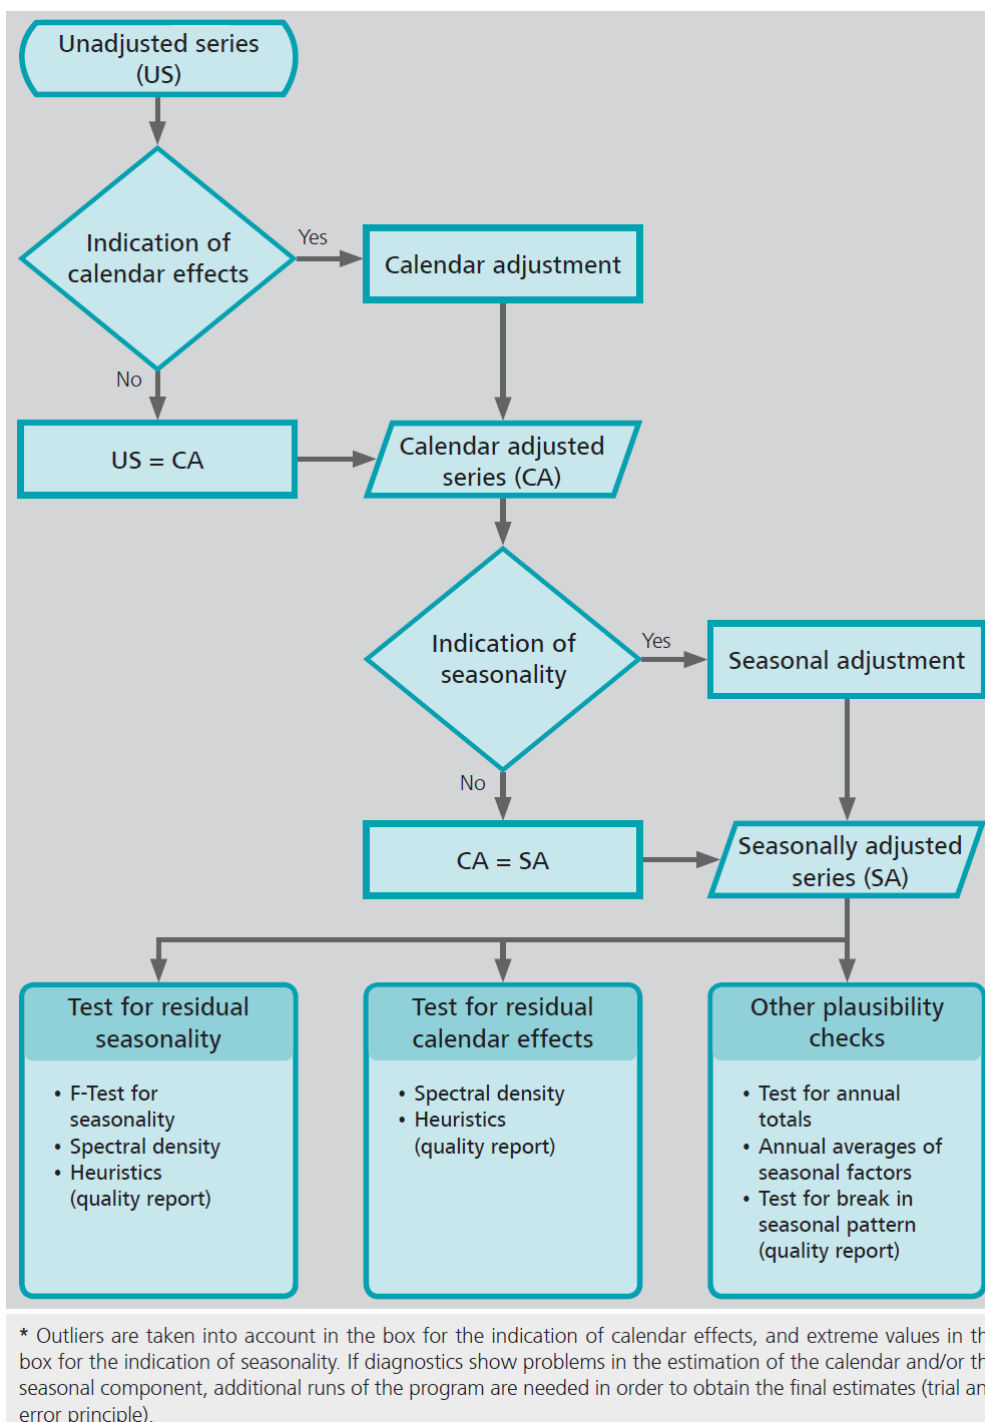 Unadjusted series
(US)
Indication of
calendar effects
Yes
Calendar adjustment
No
US = CA
Calendar adjusted
series (CA)
Indication of
seasonality
Yes
Seasonal adjustment
No
CA = SA
Seasonally adjusted
series (SA)
Test for residual
seasonality
• F-Test for
seasonality
• Spectral density
• Heuristics
(quality report)
Test for residual
calendar effects
• Spectral density
• Heuristics
(quality report)
Other plausibility
checks
• Test for annual
totals
• Annual averages of
seasonal factors
• Test for break in
seasonal pattern
(quality report)
* Outliers are taken into account in the box for the indication of calendar effects, and extreme values in th
box for the indication of seasonality. If diagnostics show problems in the estimation of the calendar and/or th
seasonal component, additional runs of the program are needed in order to obtain the final estimates (trial an
error principle).